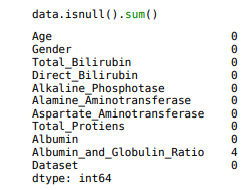 data.isnull().sum()
Age 0
Gender 0
Total_Bilirubin 0
Direct_Bilirubin 0
Alkaline_Phosphotase 0
Alamine_Aminotransferase 0
Aspartate_Aminotransferase 0
Total_Protiens 0
Albumin 0
Albumin_and_Globulin_Ratio 4
Dataset 0
dtype: int64